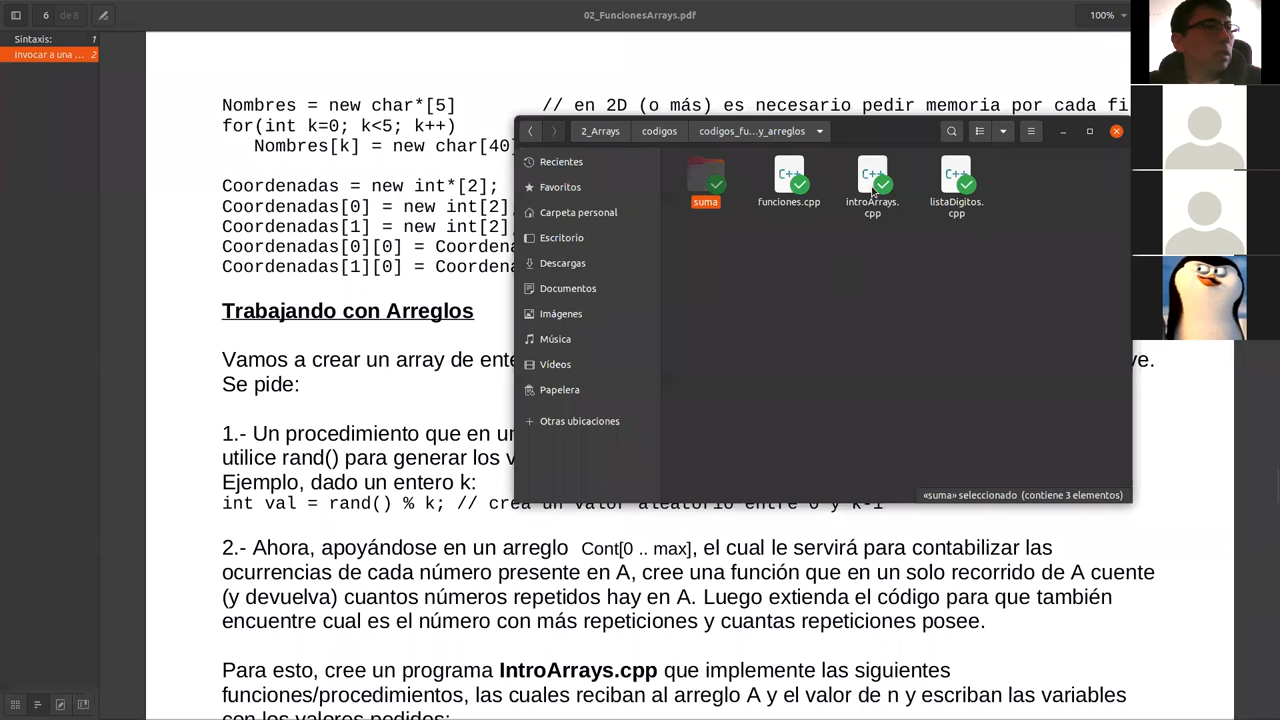 6 de 8
02_FuncionesArrays.pdf
100%
Sintaxis: 1
Invocar a una ... 2
Nombres = new char*[5] // en 2D (o más) es necesario pedir memoria por cada fi
for(int k=0; k<5; k++)
Nombres[k] = new char[40]
Coordenadas = new int*[2];
Coordenadas[0] = new int[2]
Coordenadas[1] = new int[2]
Coordenadas[0][0] = Coorden
Coordenadas[1][0] = Coorden
Trabajando con Arreglos
Vamos a crear un array de ente ve.
Se pide:
1.- Un procedimiento que en un
utilice rand() para generar los v
Ejemplo, dado un entero k:
int val = rand() % k; // crea un valor aleatorio entre 0 y k-1
2.- Ahora, apoyándose en un arreglo Cont[0 .. max], el cual le servirá para contabilizar las
ocurrencias de cada número presente en A, cree una función que en un solo recorrido de A cuente
(y devuelva) cuantos números repetidos hay en A. Luego extienda el código para que también
encuentre cual es el número con más repeticiones y cuantas repeticiones posee.
Para esto, cree un programa IntroArrays.cpp que implemente las siguientes
funciones/procedimientos, las cuales reciban al arreglo A y el valor de n y escriban las variables
con los valores pedidos:
2_Arrays codigos codigos_fu...y_arreglos
Recientes
Favoritos
Carpeta personal
Escritorio
Descargas
Documentos
Imágenes
Música
Vídeos
Papelera
+ Otras ubicaciones
C++ C++ C++
suma funciones.cpp introArrays.cpp listaDigitos.cpp
«suma» seleccionado (contiene 3 elementos)